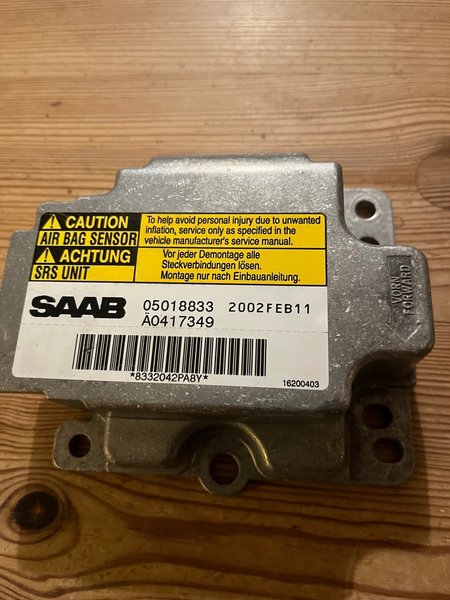 CAUTION
AIR BAG SENSOR
To help avoid personal injury due to unwanted
inflation, service only as specified in the
vehicle manufacturer's service manual.
ACHTUNG
SRS UNIT
Vor jeder Demontage alle
Steckverbindungen lösen.
Montage nur nach Einbauanleitung.
SAAB
05018833 2002FEB11
Ä0417349
*8332042PA8Y*
16200403
VORN
FORWARD